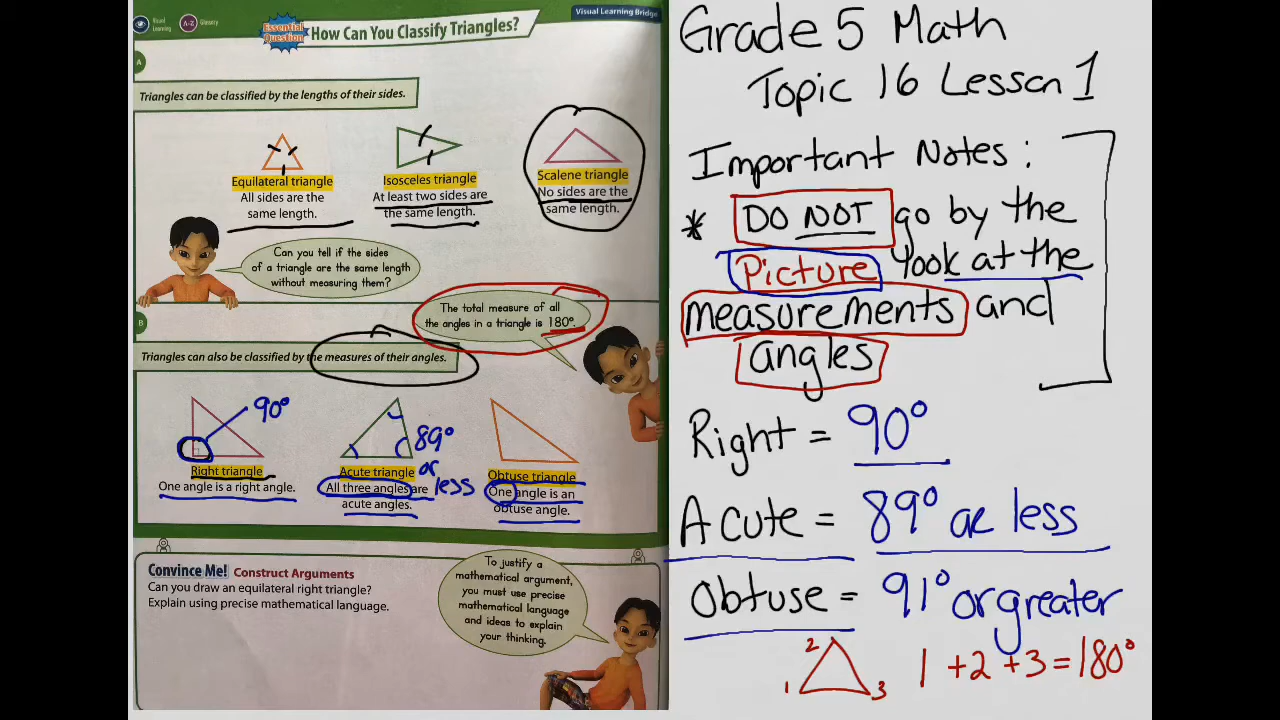 Visual Learning
A-Z Glossary
Essential Question
How Can You Classify Triangles?
Visual Learning Bridge
A
Triangles can be classified by the lengths of their sides.
Equilateral triangle
All sides are the
same length.
Isosceles triangle
At least two sides are
the same length.
Scalene triangle
No sides are the
same length.
Can you tell if the sides
of a triangle are the same length
without measuring them?
The total measure of all
the angles in a triangle is 180°.
B
Triangles can also be classified by the measures of their angles.
90°
89°
or
less
Right triangle
One angle is a right angle.
Acute triangle
All three angles are
acute angles.
Obtuse triangle
One angle is an
obtuse angle.
Convince Me! Construct Arguments
Can you draw an equilateral right triangle?
Explain using precise mathematical language.
To justify a
mathematical argument,
you must use precise
mathematical language
and ideas to explain
your thinking.
Grade 5 Math
Topic 16 Lesson 1
Important Notes:
* DO NOT go by the
Picture look at the
measurements and
angles
Right = 90°
Acute = 89° or less
Obtuse = 91° or greater
2
1
3
1 + 2 + 3 = 180°